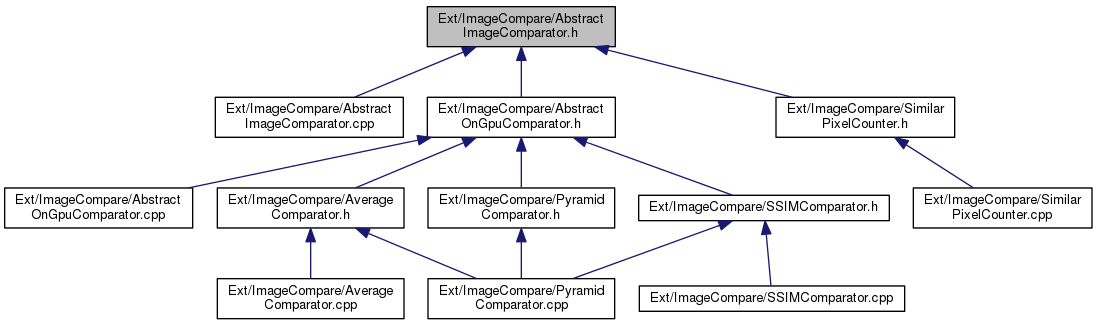 Ext/ImageCompare/Abstract
ImageComparator.h
Ext/ImageCompare/Abstract
ImageComparator.cpp
Ext/ImageCompare/Abstract
OnGpuComparator.h
Ext/ImageCompare/Similar
PixelCounter.h
Ext/ImageCompare/Abstract
OnGpuComparator.cpp
Ext/ImageCompare/Average
Comparator.h
Ext/ImageCompare/Pyramid
Comparator.h
Ext/ImageCompare/SSIMComparator.h
Ext/ImageCompare/Similar
PixelCounter.cpp
Ext/ImageCompare/Average
Comparator.cpp
Ext/ImageCompare/Pyramid
Comparator.cpp
Ext/ImageCompare/SSIMComparator.cpp